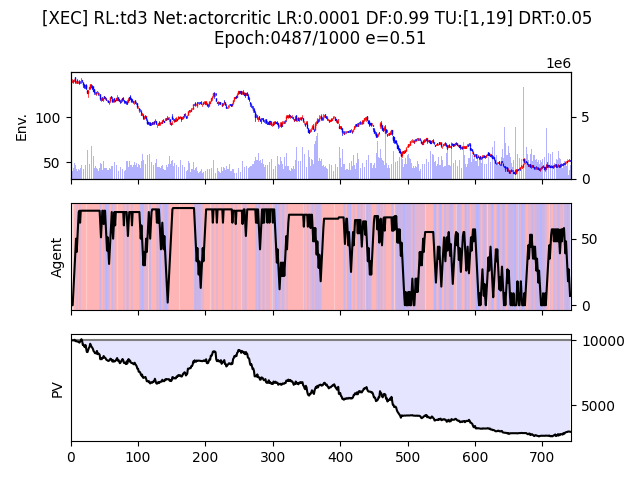 [XEC] RL:td3 Net:actorcritic LR:0.0001 DF:0.99 TU:[1,19] DRT:0.05
Epoch:0487/1000 e=0.51
1e6
Env.
100
50
5
0
Agent
50
0
PV
10000
5000
0 100 200 300 400 500 600 700